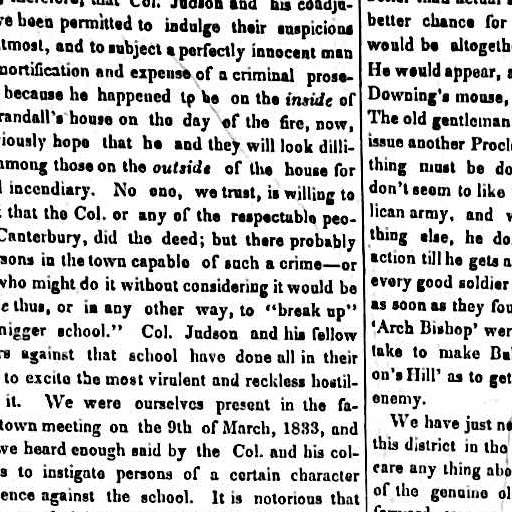 therefore, that Col. Judson and his coadju-
ve been permitted to indulge their suspicions
tmost, and to subject a perfectly innocent man
mortification and expense of a criminal prose-
because he happened to be on the inside of
randall's house on the day of the fire, now,
iously hope that he and they will look dilli-
among those on the outside of the house for
incendiary. No one, we trust, is willing to
that the Col. or any of the respectable peo-
Canterbury, did the deed; but there probably
sons in the town capable of such a crime—or
who might do it without considering it would be
e thus, or in any other way, to "break up"
nigger school." Col. Judson and his fellow
rs against that school have done all in their
to excite the most virulent and reckless hostil-
it. We were ourselves present in the fa-
town meeting on the 9th of March, 1833, and
we heard enough said by the Col. and his col-
s to instigate persons of a certain character
ence against the school. It is notorious that
better chance for
would be altogeth
He would appear, a
Downing's mouse,
The old gentleman
issue another Procl
thing must be do
don't seem to like
lican army, and w
thing else, he do
action till he gets a
every good soldier
as soon as they fou
'Arch Bishop' wer
take to make Bu
on's Hill' as to get
enemy.
We have just n
this district in the
care any thing abo
of the genuine ol